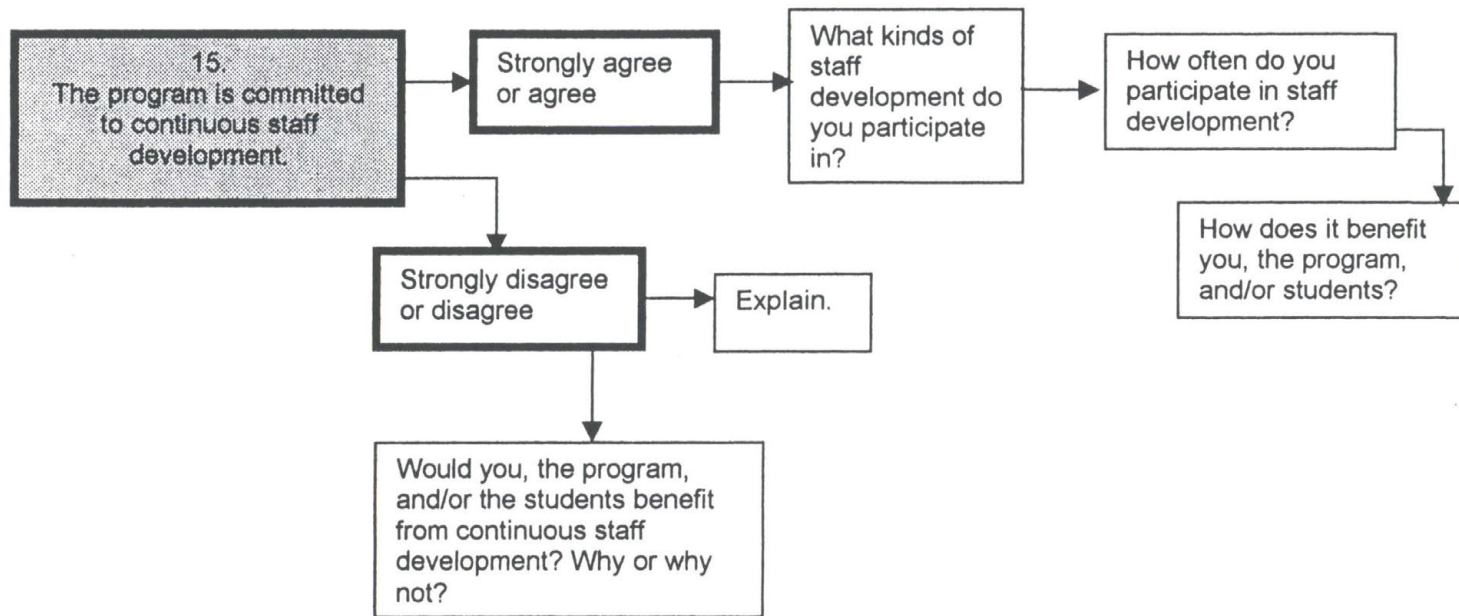 15.
The program is committed
to continuous staff
development.
Strongly agree
or agree
What kinds of
staff
development do
you participate
in?
How often do you
participate in staff
development?
How does it benefit
you, the program,
and/or students?
Strongly disagree
or disagree
Explain.
Would you, the program,
and/or the students benefit
from continuous staff
development? Why or why
not?